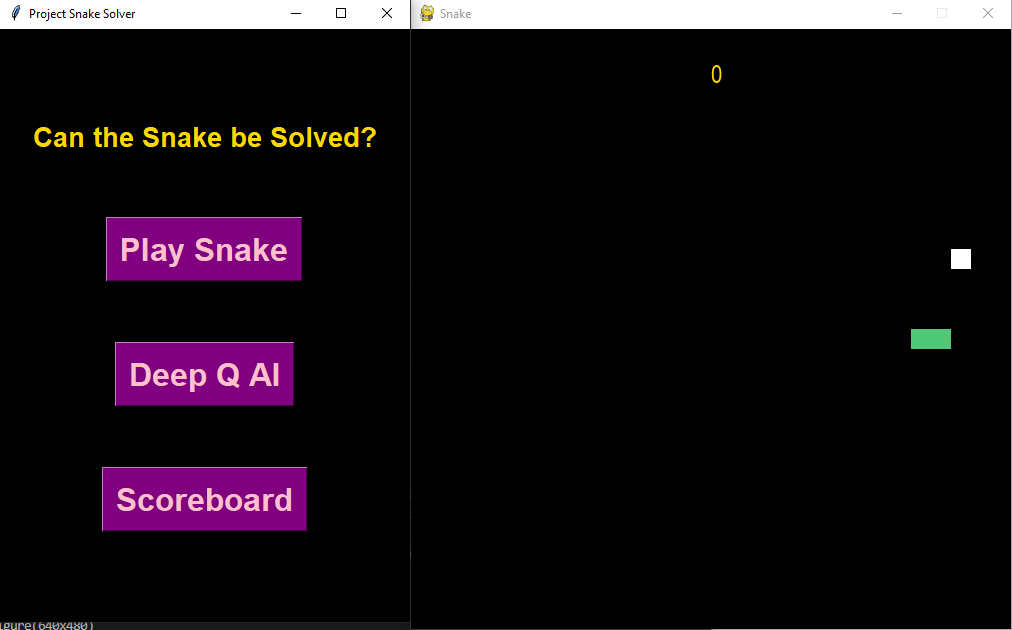 Project Snake Solver
Snake
0
Can the Snake be Solved?
Play Snake
Deep Q AI
Scoreboard
igure(640x480)